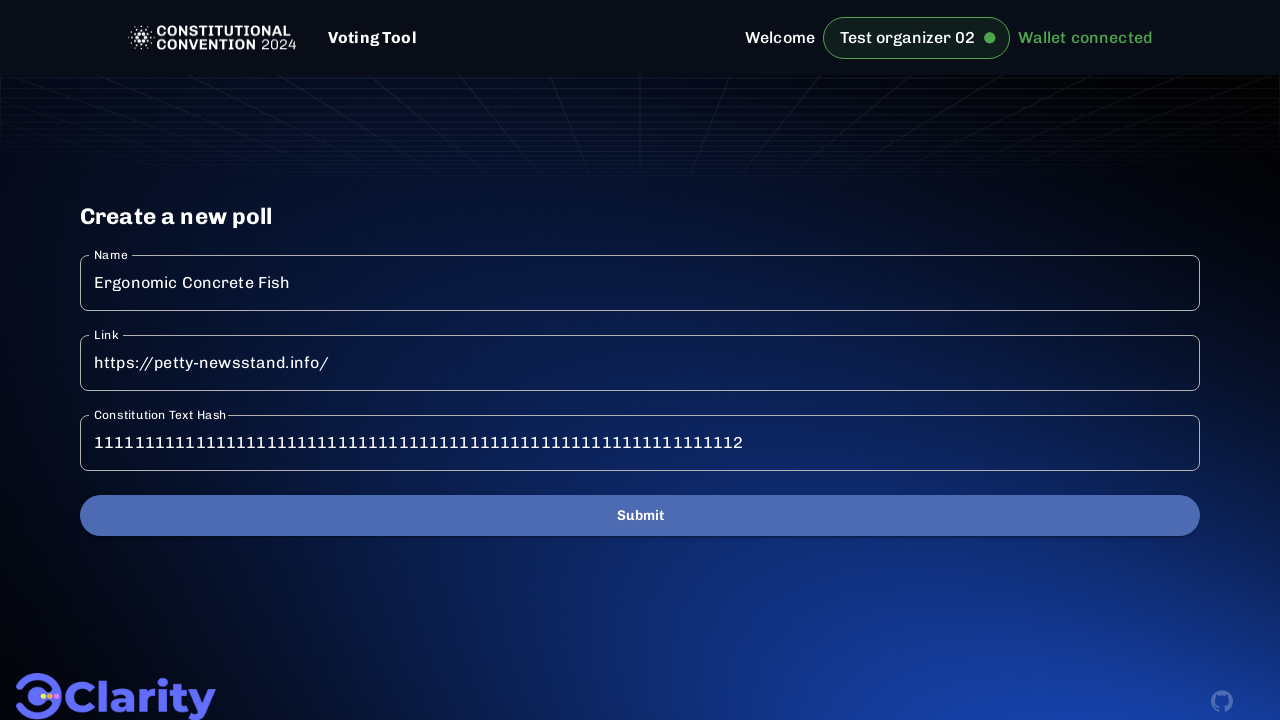 CONSTITUTIONAL
CONVENTION 2024
Voting Tool
Welcome
Test organizer 02
Wallet connected
Create a new poll
Name
Ergonomic Concrete Fish
Link
https://petty-newsstand.info/
Constitution Text Hash
1111111111111111111111111111111111111111111111111111111111111112
Submit
Clarity